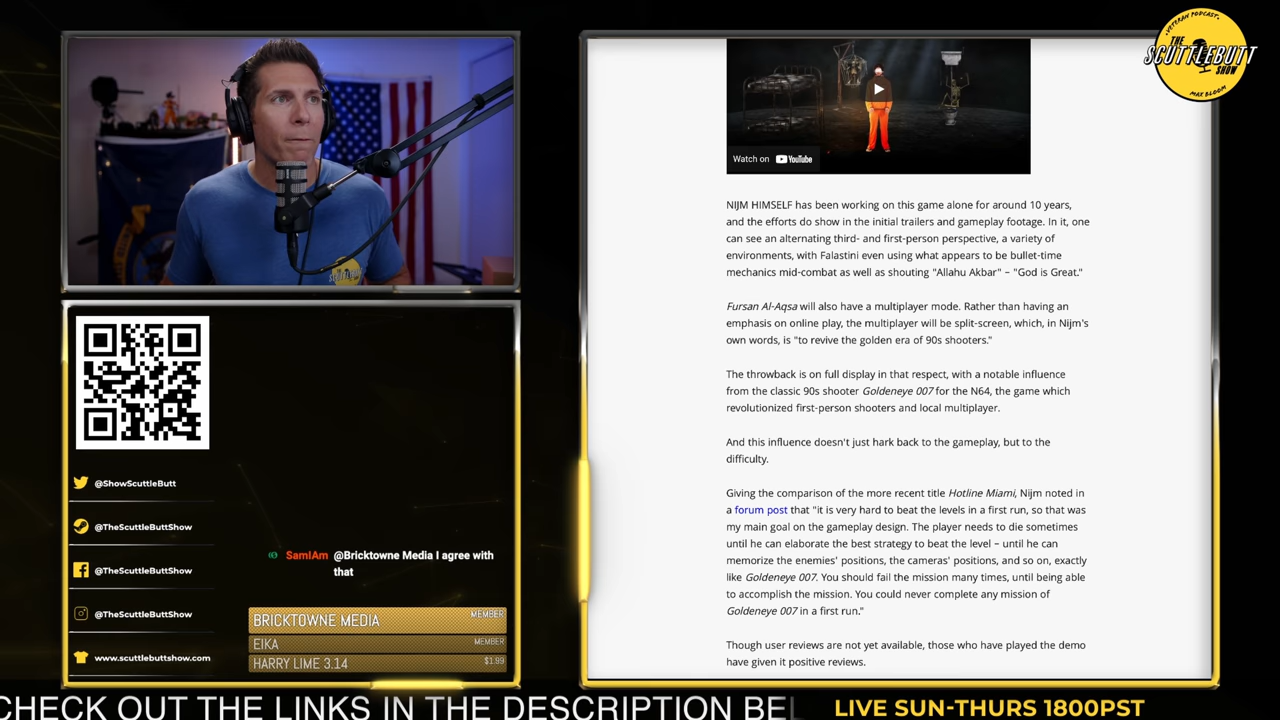 VETERAN PODCAST
THE
SCUTTLEBUTT
SHOW
MAX BLOOM
Watch on YouTube
NIJM HIMSELF has been working on this game alone for around 10 years,
and the efforts do show in the initial trailers and gameplay footage. In it, one
can see an alternating third- and first-person perspective, a variety of
environments, with Falastini even using what appears to be bullet-time
mechanics mid-combat as well as shouting "Allahu Akbar" – "God is Great."
Fursan Al-Aqsa will also have a multiplayer mode. Rather than having an
emphasis on online play, the multiplayer will be split-screen, which, in Nijm's
own words, is "to revive the golden era of 90s shooters."
The throwback is on full display in that respect, with a notable influence
from the classic 90s shooter Goldeneye 007 for the N64, the game which
revolutionized first-person shooters and local multiplayer.
And this influence doesn't just hark back to the gameplay, but to the
difficulty.
Giving the comparison of the more recent title Hotline Miami, Nijm noted in
a forum post that "it is very hard to beat the levels in a first run, so that was
my main goal on the gameplay design. The player needs to die sometimes
until he can elaborate the best strategy to beat the level – until he can
memorize the enemies' positions, the cameras' positions, and so on, exactly
like Goldeneye 007. You should fail the mission many times, until being able
to accomplish the mission. You could never complete any mission of
Goldeneye 007 in a first run."
Though user reviews are not yet available, those who have played the demo
have given it positive reviews.
@ShowScuttleButt
@TheScuttleButtShow
@TheScuttleButtShow
@TheScuttleButtShow
www.scuttlebuttshow.com
SamIAm @Bricktowne Media I agree with
that
BRICKTOWNE MEDIA MEMBER
EIKA MEMBER
HARRY LIME 3.14 $1.99
CHECK OUT THE LINKS IN THE DESCRIPTION BEL
LIVE SUN-THURS 1800PST